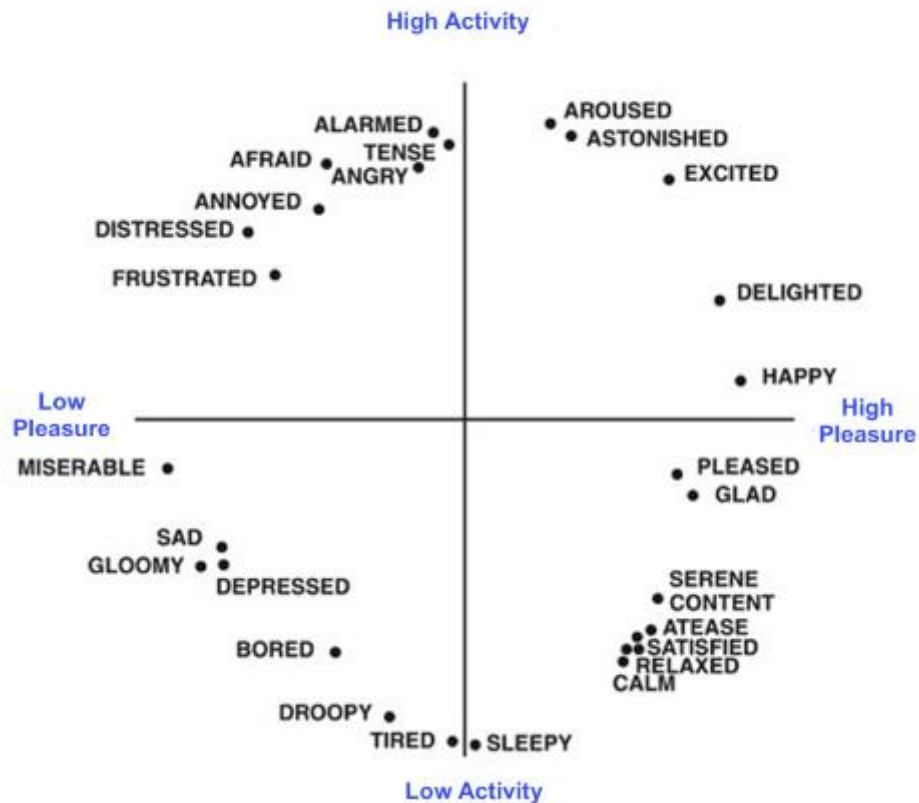 High Activity
AROUSED
ALARMED
ASTONISHED
TENSE
AFRAID
ANGRY
EXCITED
ANNOYED
DISTRESSED
FRUSTRATED
DELIGHTED
HAPPY
Low
Pleasure
High
Pleasure
MISERABLE
PLEASED
GLAD
SAD
GLOOMY
DEPRESSED
SERENE
CONTENT
ATEASE
BORED
SATISFIED
RELAXED
CALM
DROOPY
TIRED
SLEEPY
Low Activity